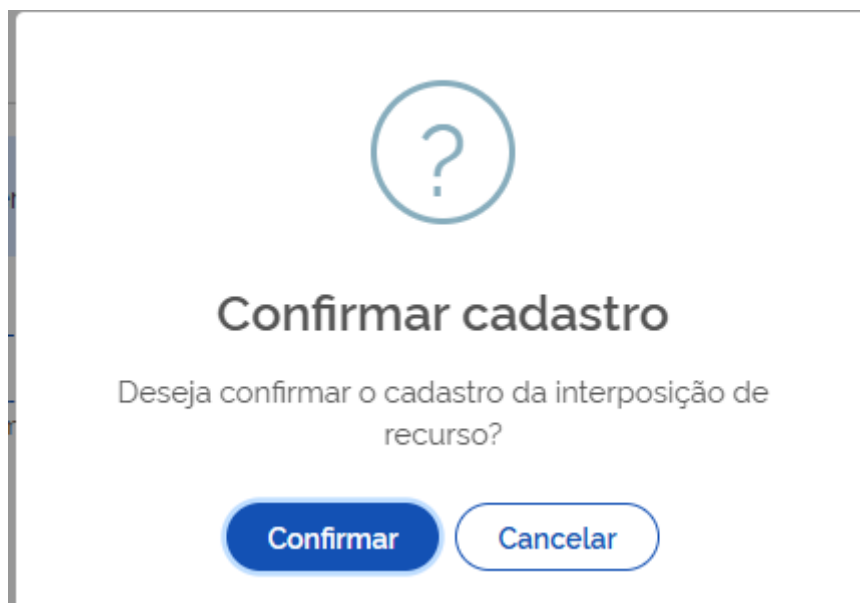 ?
Confirmar cadastro
Deseja confirmar o cadastro da interposição de
recurso?
Confirmar
Cancelar